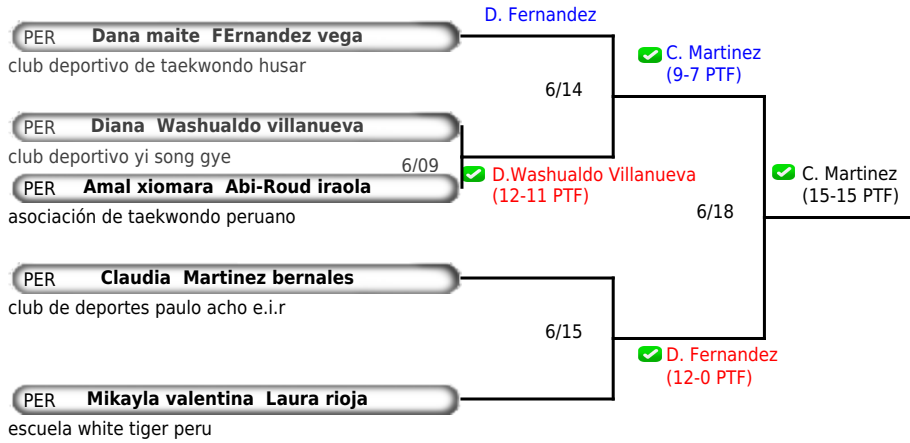 D. Fernandez
PER Dana maite FErnandez vega
club deportivo de taekwondo husar
C. Martinez
(9-7 PTF)
6/14
PER Diana Washualdo villanueva
club deportivo yi song gye
6/09
D.Washualdo Villanueva
(12-11 PTF)
C. Martinez
(15-15 PTF)
PER Amal xiomara Abi-Roud iraola
asociación de taekwondo peruano
6/18
PER Claudia Martinez bernales
club de deportes paulo acho e.i.r
6/15
D. Fernandez
(12-0 PTF)
PER Mikayla valentina Laura rioja
escuela white tiger peru